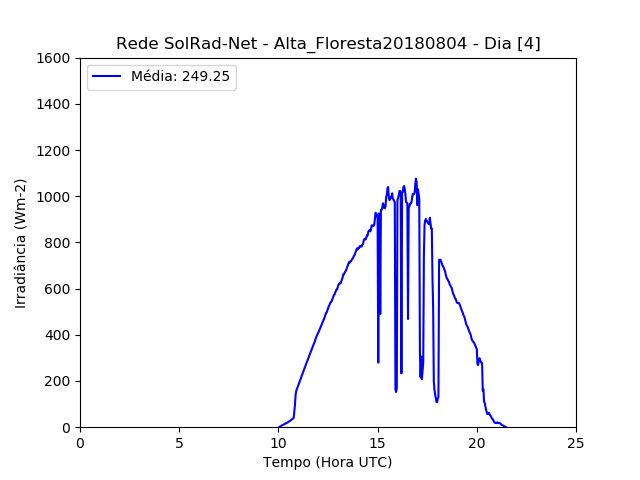 Rede SolRad-Net - Alta_Floresta20180804 - Dia [4]
Média: 249.25
1600
1400
1200
1000
800
600
400
200
0
0 5 10 15 20 25
Irradiância (Wm-2)
Tempo (Hora UTC)